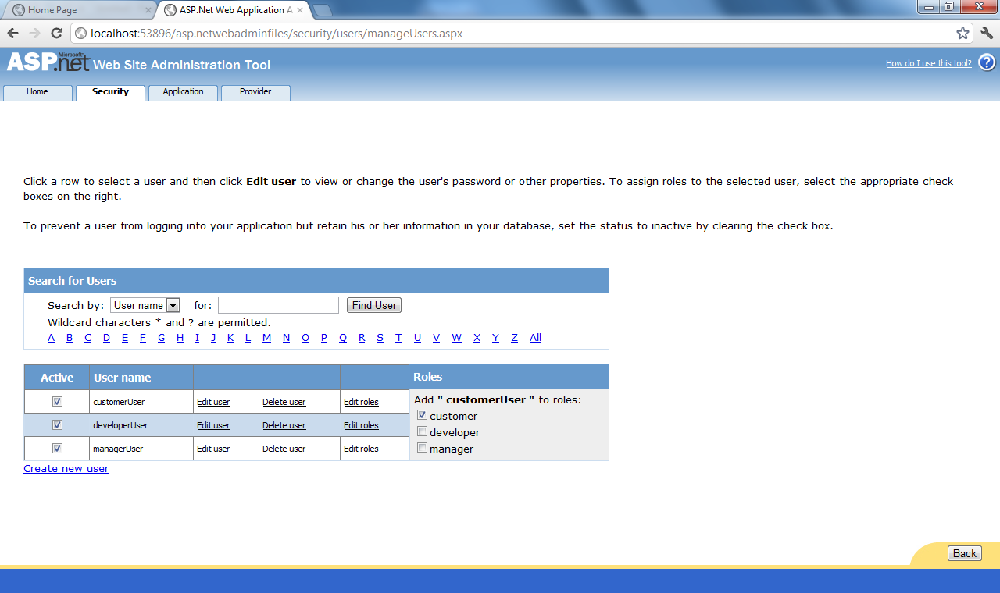 Home Page
ASP.Net Web Application A
localhost:53896/asp.netwebadminfiles/security/users/manageUsers.aspx
Microsoft
ASP.net Web Site Administration Tool
How do I use this tool? ?
Home Security Application Provider
Click a row to select a user and then click Edit user to view or change the user's password or other properties. To assign roles to the selected user, select the appropriate check
boxes on the right.
To prevent a user from logging into your application but retain his or her information in your database, set the status to inactive by clearing the check box.
Search for Users
Search by: User name for: Find User
Wildcard characters * and ? are permitted.
A B C D E F G H I J K L M N O P Q R S T U V W X Y Z All
Active User name
customerUser Edit user Delete user Edit roles
developerUser Edit user Delete user Edit roles
managerUser Edit user Delete user Edit roles
Roles
Add " customerUser " to roles:
customer
developer
manager
Create new user
Back